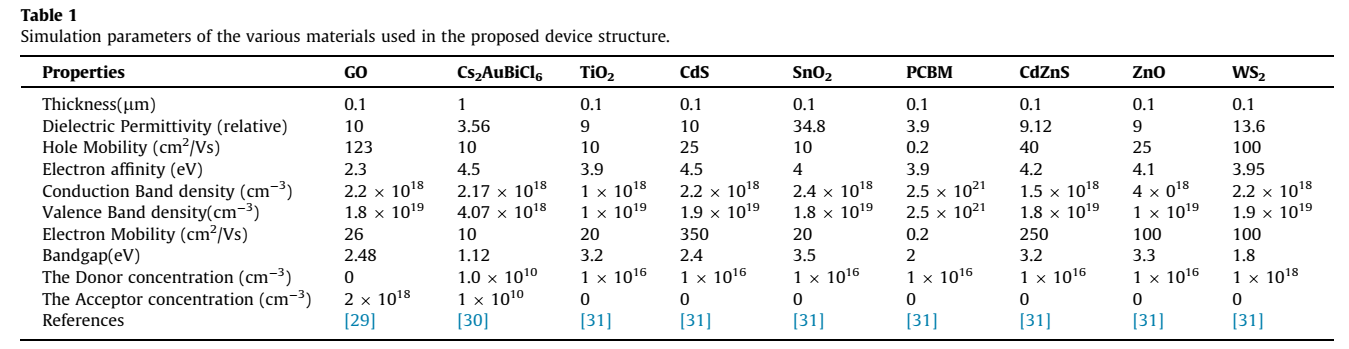 Table 1
Simulation parameters of the various materials used in the proposed device structure.
Properties GO Cs₂AuBiCl₆ TiO₂ CdS SnO₂ PCBM CdZnS ZnO WS₂
Thickness(μm) 0.1 1 0.1 0.1 0.1 0.1 0.1 0.1 0.1
Dielectric Permittivity (relative) 10 3.56 9 10 34.8 3.9 9.12 9 13.6
Hole Mobility (cm²/Vs) 123 10 10 25 10 0.2 40 25 100
Electron affinity (eV) 2.3 4.5 3.9 4.5 4 3.9 4.2 4.1 3.95
Conduction Band density (cm⁻³) 2.2 × 10¹⁸ 2.17 × 10¹⁸ 1 × 10¹⁸ 2.2 × 10¹⁸ 2.4 × 10¹⁸ 2.5 × 10²¹ 1.5 × 10¹⁸ 4 × 0¹⁸ 2.2 × 10¹⁸
Valence Band density(cm⁻³) 1.8 × 10¹⁹ 4.07 × 10¹⁸ 1 × 10¹⁹ 1.9 × 10¹⁹ 1.8 × 10¹⁹ 2.5 × 10²¹ 1.8 × 10¹⁹ 1 × 10¹⁹ 1.9 × 10¹⁹
Electron Mobility (cm²/Vs) 26 10 20 350 20 0.2 250 100 100
Bandgap(eV) 2.48 1.12 3.2 2.4 3.5 2 3.2 3.3 1.8
The Donor concentration (cm⁻³) 0 1.0 × 10¹⁰ 1 × 10¹⁶ 1 × 10¹⁶ 1 × 10¹⁶ 1 × 10¹⁶ 1 × 10¹⁶ 1 × 10¹⁶ 1 × 10¹⁸
The Acceptor concentration (cm⁻³) 2 × 10¹⁸ 1 × 10¹⁰ 0 0 0 0 0 0 0
References [29] [30] [31] [31] [31] [31] [31] [31] [31]